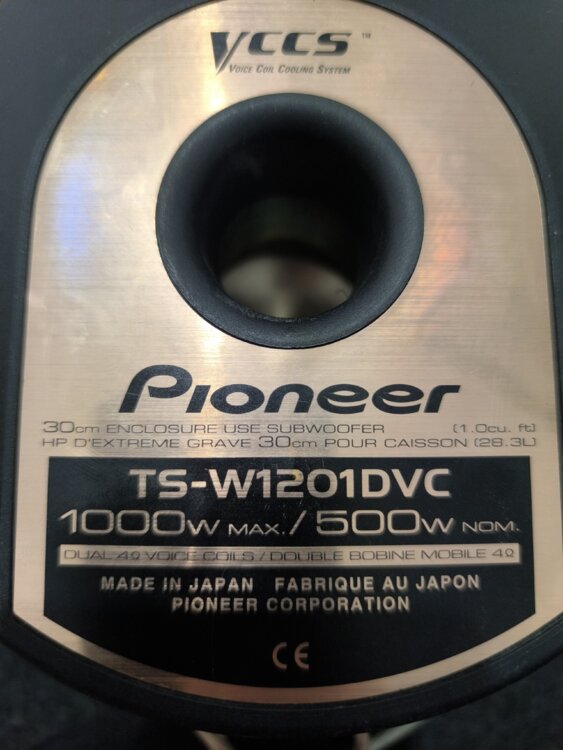 VCCS™
VOICE COIL COOLING SYSTEM
Pioneer
30cm ENCLOSURE USE SUBWOOFER (1.0cu. ft)
HP D'EXTREME GRAVE 30cm POUR CAISSON (28.3L)
TS-W1201DVC
1000W MAX. / 500W NOM.
DUAL 4Ω VOICE COILS / DOUBLE BOBINE MOBILE 4Ω
MADE IN JAPAN FABRIQUE AU JAPON
PIONEER CORPORATION
CE